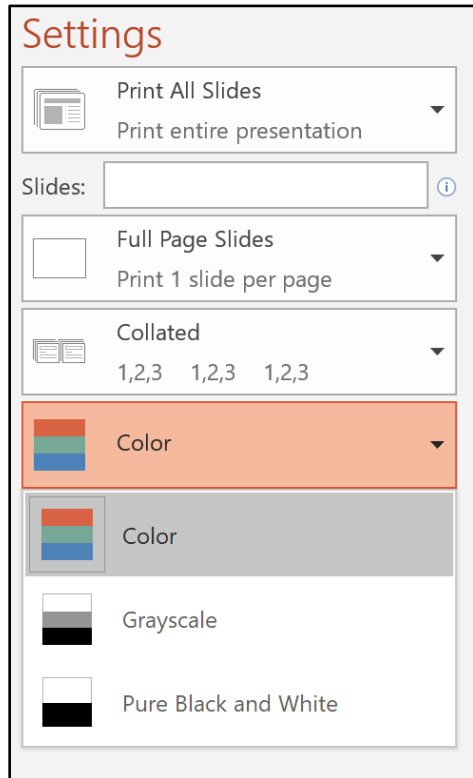 Settings
Print All Slides
Print entire presentation
Slides:
Full Page Slides
Print 1 slide per page
Collated
1,2,3 1,2,3 1,2,3
Color
Color
Grayscale
Pure Black and White